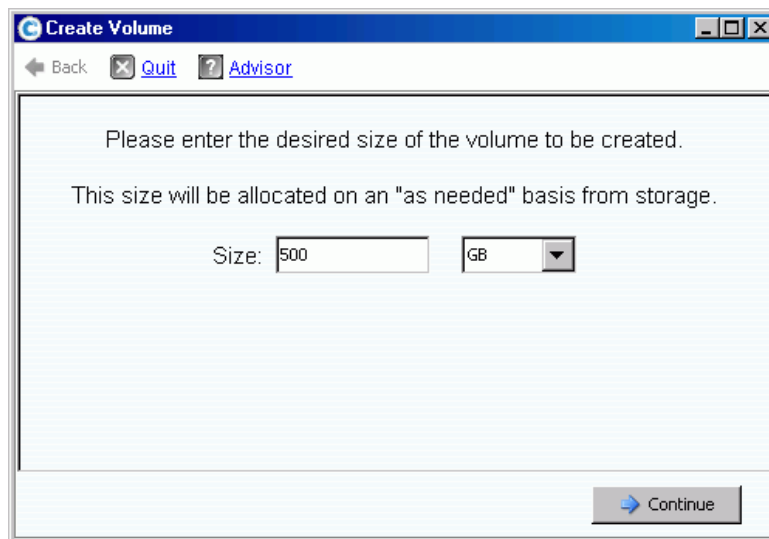 Create Volume
Back Quit ? Advisor
Please enter the desired size of the volume to be created.
This size will be allocated on an "as needed" basis from storage.
Size: 500 GB
Continue